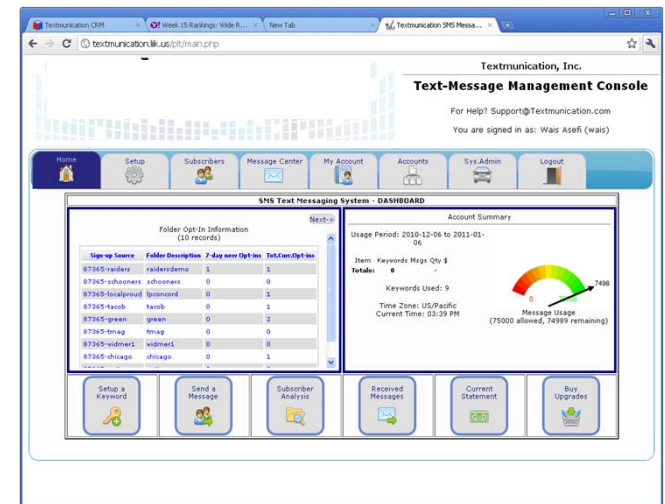 Textmunication CRM
Week 15 Rankings: Wide R...
New Tab
Textmunication SMS Messa...
textmunication.lik.us/plt/man.php
Textmunication, Inc.
Text-Message Management Console
For Help? Support@Textmunication.com
You are signed in as: Wais Asefi (wais)
Home Setup Subscribers Message Center My Account Accounts Sys.Admin Logout
SMS Text Messaging System - DASHBOARD
Next->
Folder Opt-In Information
(10 records)
Sign-up Source Folder Description 7-day new Opt-ins Tot.Curr.Opt-ins
87365-raiders raidersdemo 1 1
87365-schooners schooners 0 0
87365-localproud lpconcord 0 1
87365-tacob tacob 0 1
87365-green green 0 2
87365-tmag tmag 0 0
87365-widmer1 widmer1 0 0
87365-chicago chicago 0 1
Account Summary
Usage Period: 2010-12-06 to 2011-01-
06
Item Keywords Msgs Qty $
Totals: 0 -
Keywords Used: 9
Time Zone: US/Pacific
Current Time: 03:39 PM
0
7498
Message Usage
(75000 allowed, 74989 remaining)
Setup a
Keyword
Send a
Message
Subscriber
Analysis
Received
Messages
Current
Statement
Buy
Upgrades